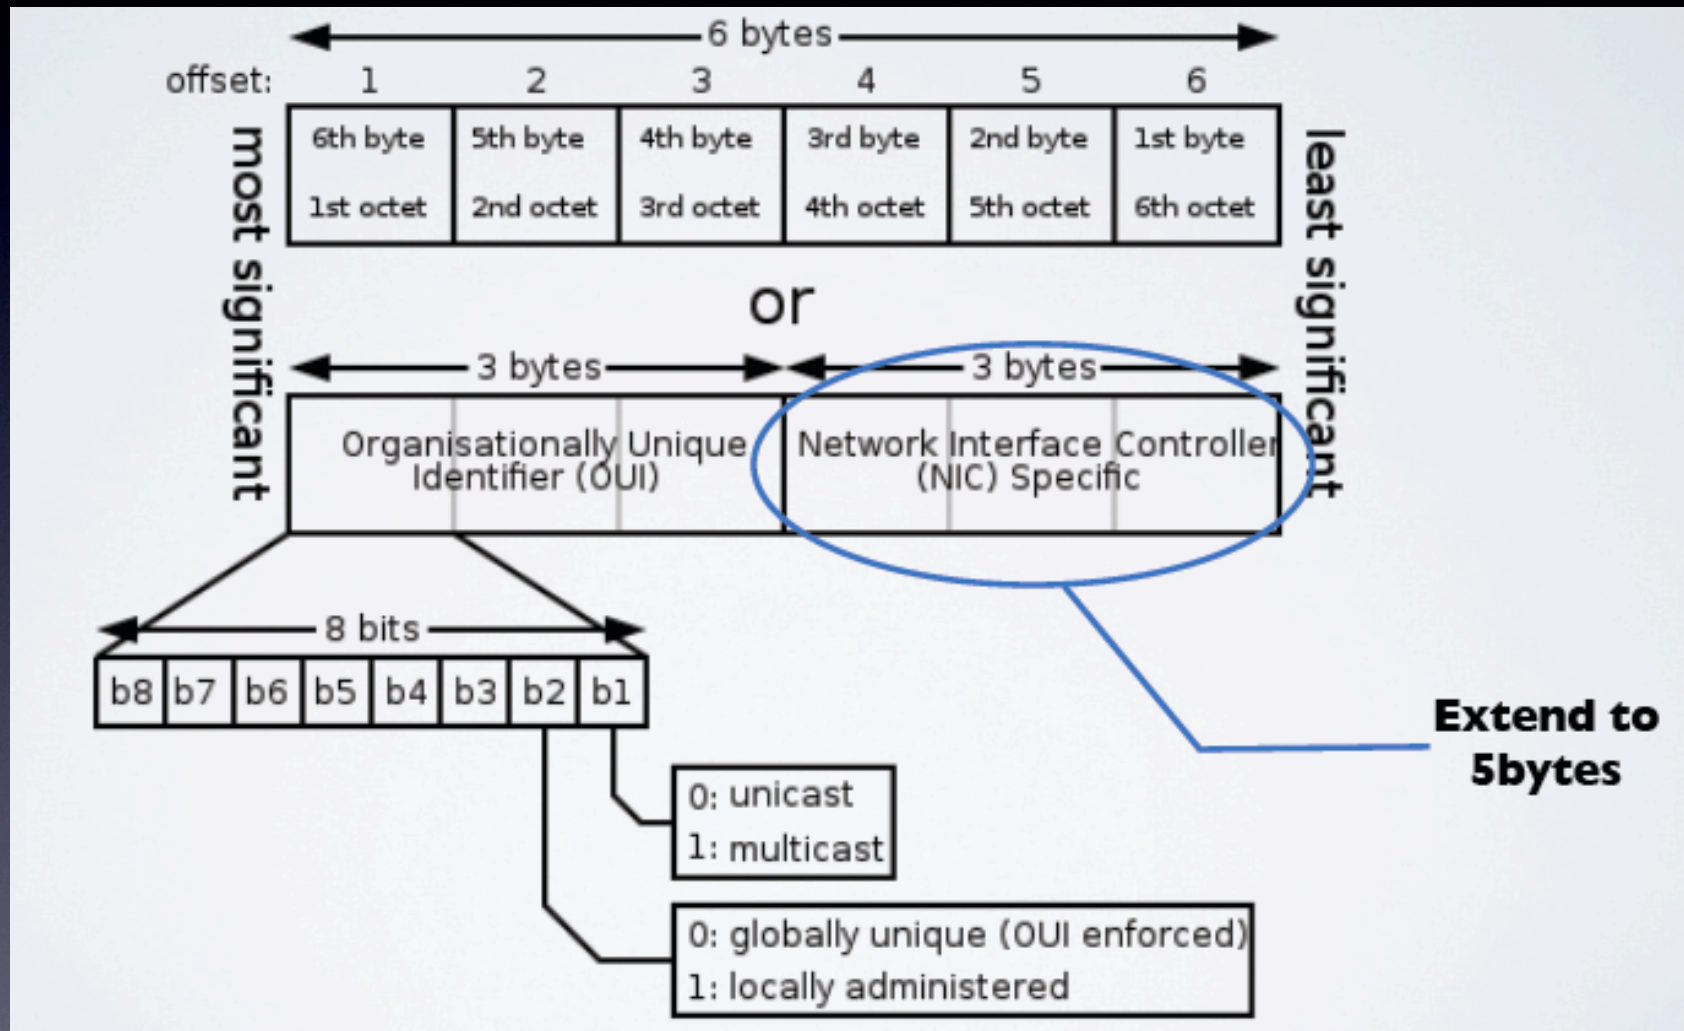 6 bytes
offset: 1 2 3 4 5 6
6th byte 5th byte 4th byte 3rd byte 2nd byte 1st byte
1st octet 2nd octet 3rd octet 4th octet 5th octet 6th octet
most significant
least significant
or
3 bytes 3 bytes
Organisationally Unique
Identifier (OUI)
Network Interface Controller
(NIC) Specific
8 bits
b8 b7 b6 b5 b4 b3 b2 b1
Extend to
5bytes
0: unicast
1: multicast
0: globally unique (OUI enforced)
1: locally administered